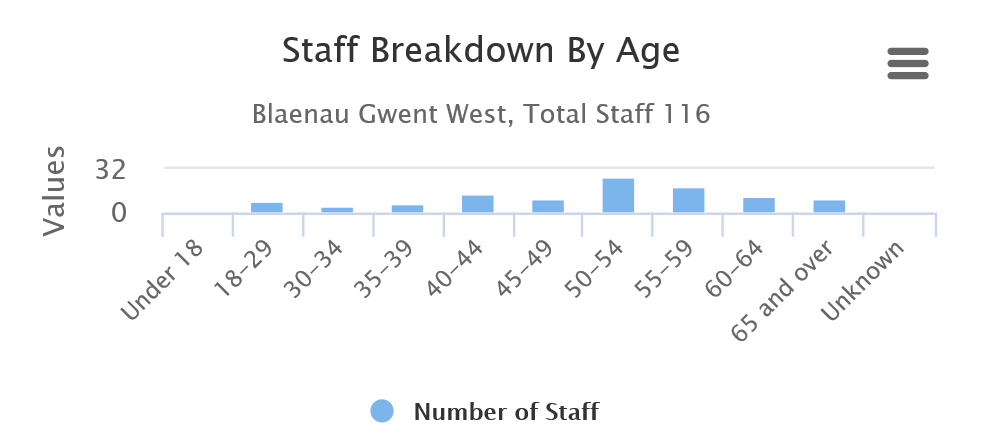 Staff Breakdown By Age
Blaenau Gwent West, Total Staff 116
Values
32
0
Under 18
18–29
30–34
35–39
40–44
45–49
50–54
55–59
60–64
65 and over
Unknown
Number of Staff